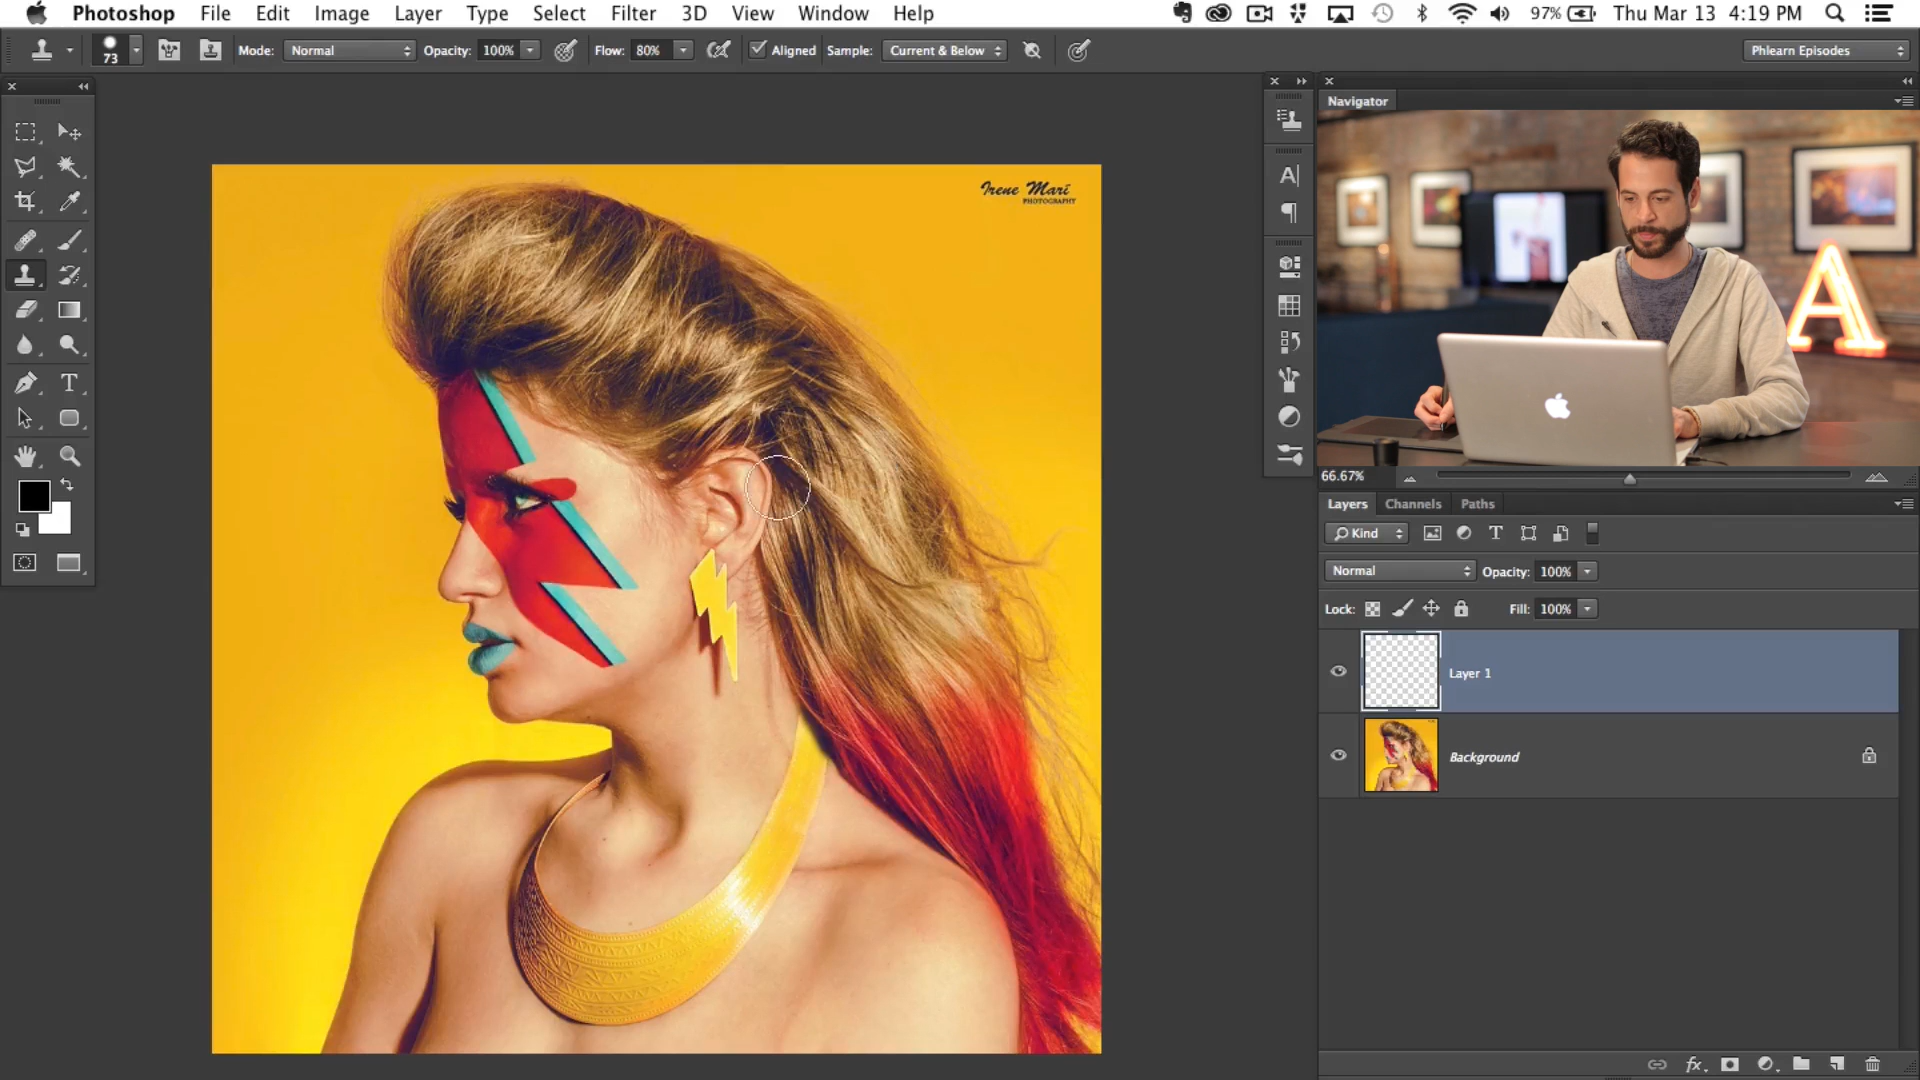 Photoshop File Edit Image Layer Type Select Filter 3D View Window Help 97% Thu Mar 13 4:19 PM
73 Mode: Normal Opacity: 100% Flow: 80% Aligned Sample: Current & Below Phlearn Episodes
Navigator
Irene Marí
PHOTOGRAPHY
A
66.67%
Layers Channels Paths
Kind
Normal Opacity: 100%
Lock: Fill: 100%
Layer 1
Background